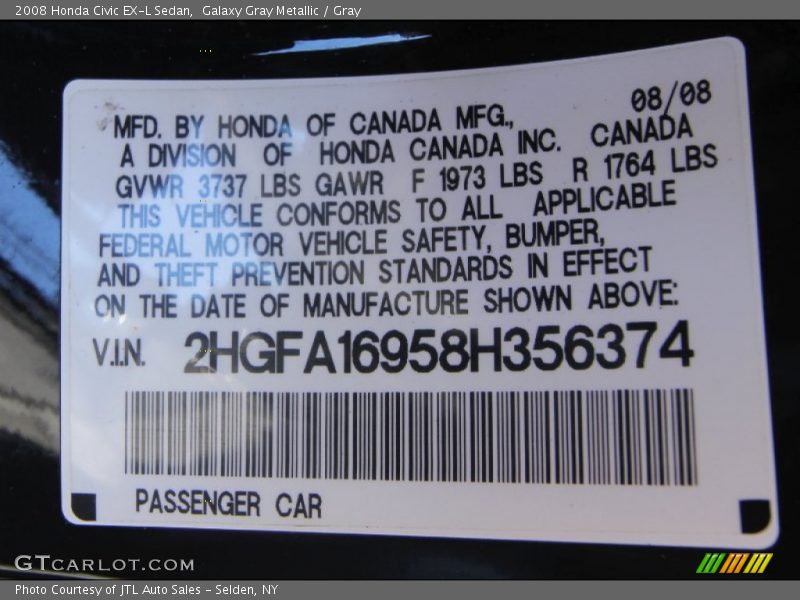 2008 Honda Civic EX-L Sedan,  Galaxy Gray Metallic / Gray
08/08
MFD. BY HONDA OF CANADA MFG.,
A DIVISION OF HONDA CANADA INC. CANADA
GVWR 3737 LBS GAWR F 1973 LBS R 1764 LBS
THIS VEHICLE CONFORMS TO ALL APPLICABLE
FEDERAL MOTOR VEHICLE SAFETY, BUMPER,
AND THEFT PREVENTION STANDARDS IN EFFECT
ON THE DATE OF MANUFACTURE SHOWN ABOVE:
V.I.N. 2HGFA16958H356374
PASSENGER CAR
GTCARLOT.COM
Photo Courtesy of JTL Auto Sales - Selden, NY